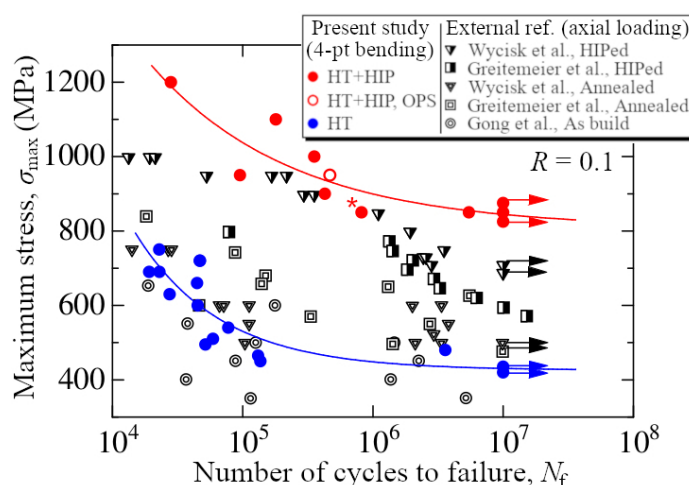 Present study
(4-pt bending)
HT+HIP
HT+HIP, OPS
HT
External ref. (axial loading)
Wycisk et al., HIPed
Greitemeier et al., HIPed
Wycisk et al., Annealed
Greitemeier et al., Annealed
Gong et al., As build
R = 0.1
*
Maximum stress, σmax (MPa)
1200
1000
800
600
400
10^4
10^5
10^6
10^7
10^8
Number of cycles to failure, Nf